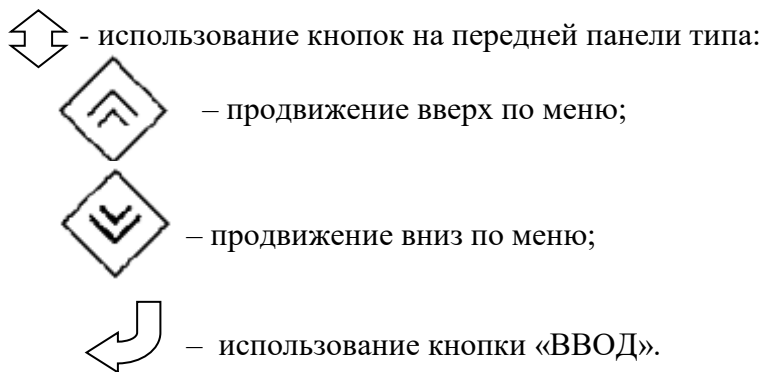 - использование кнопок на передней панели типа:
– продвижение вверх по меню;
– продвижение вниз по меню;
– использование кнопки «ВВОД».